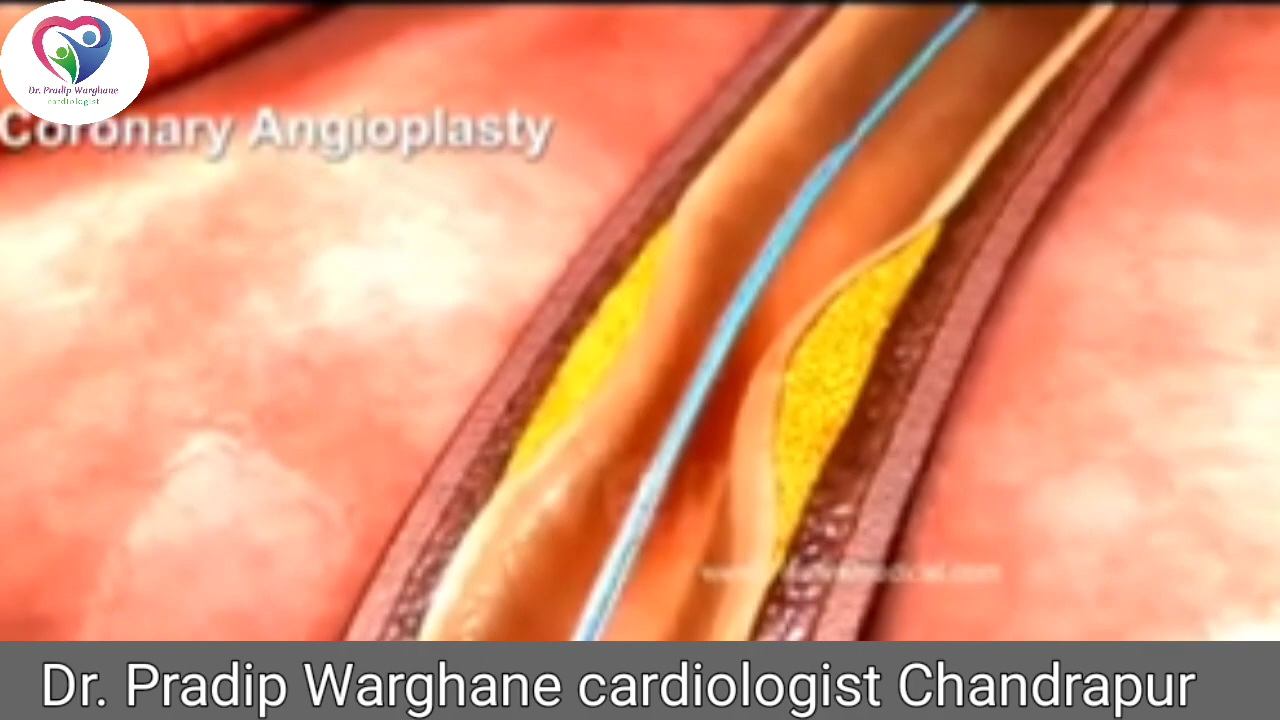 Dr. Pradip Warghane
cardiologist
Coronary Angioplasty
Dr. Pradip Warghane cardiologist Chandrapur